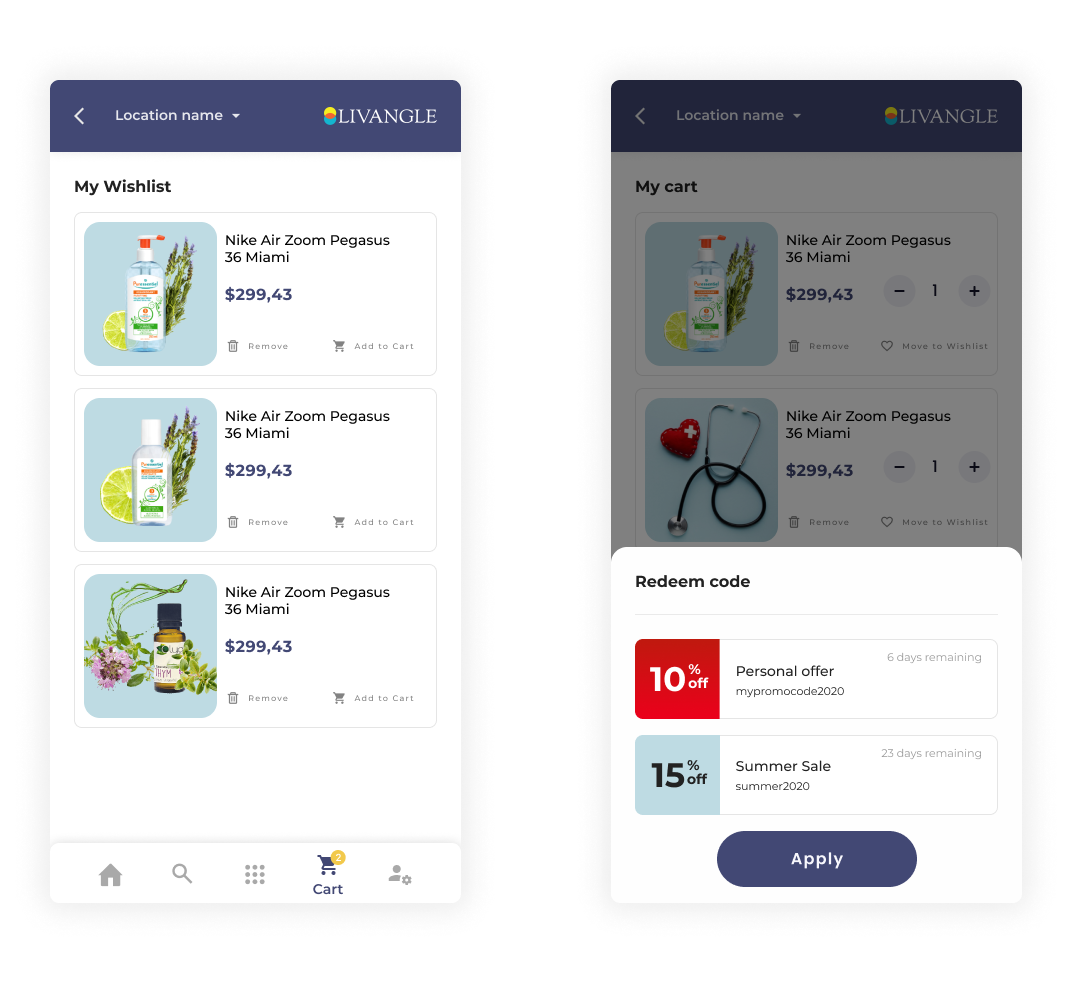 Location name
LIVANGLE
My Wishlist
Nike Air Zoom Pegasus
36 Miami
$299,43
Remove
Add to Cart
Nike Air Zoom Pegasus
36 Miami
$299,43
Remove
Add to Cart
THYM
Nike Air Zoom Pegasus
36 Miami
$299,43
Remove
Add to Cart
2
Cart
Location name
LIVANGLE
My cart
Nike Air Zoom Pegasus
36 Miami
$299,43
− 1 +
Remove
Move to Wishlist
Nike Air Zoom Pegasus
36 Miami
$299,43
− 1 +
Remove
Move to Wishlist
Redeem code
10 % off
6 days remaining
Personal offer
mypromocode2020
15 % off
23 days remaining
Summer Sale
summer2020
Apply